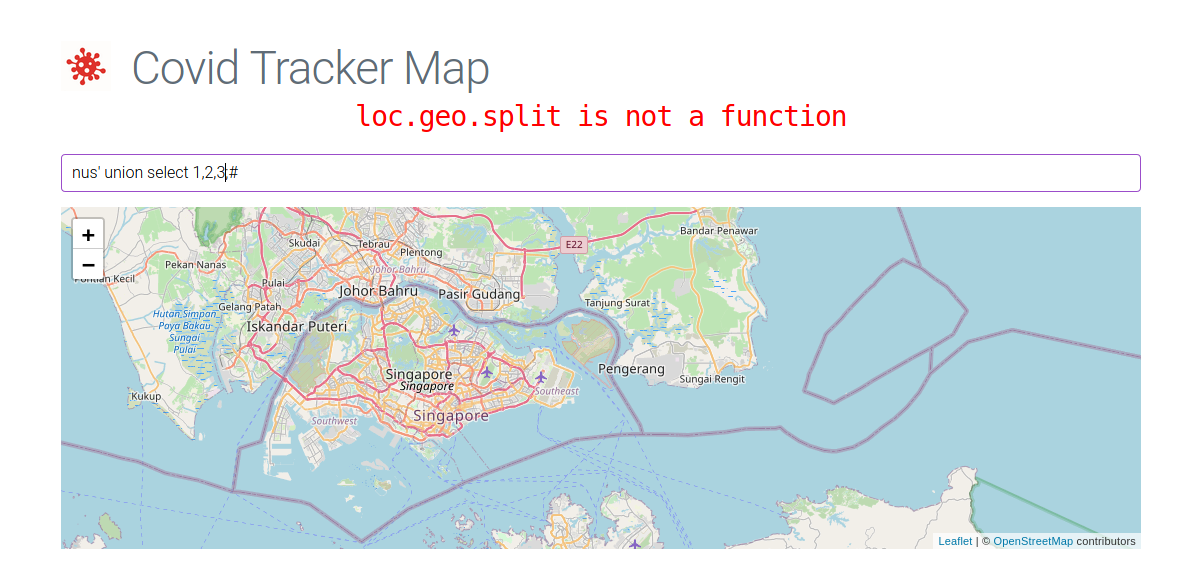 Covid Tracker Map
loc.geo.split is not a function
nus' union select 1,2,3;#
+
−
Skudai
Tebrau
Plentong
E22
Bandar Penawar
Pekan Nanas
Johor Bahru
Pontian Kecil
Pulai
Johor Bahru
Pasir Gudang
Tanjung Surat
Gelang Patah
Hutan Simpan
Paya Bakau
Sungai
Pulai
Iskandar Puteri
Singapore
Singapore
Pengerang
Sungai Rengit
Kukup
Southeast
Southwest
Singapore
Leaflet | © OpenStreetMap contributors